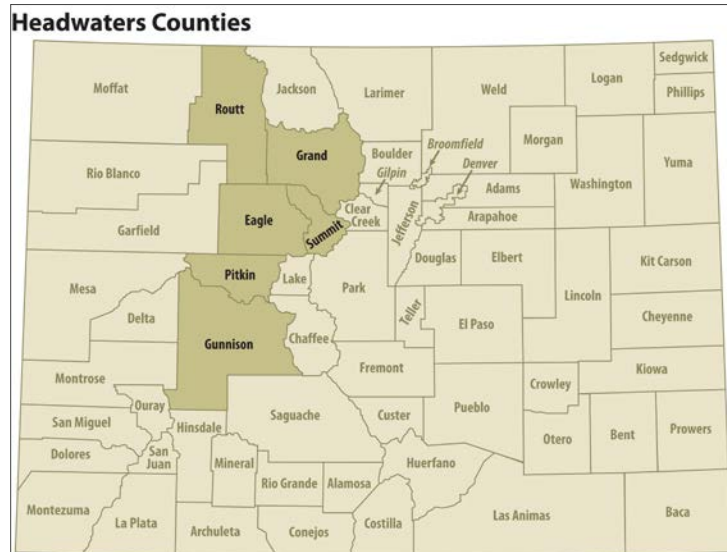 Headwaters Counties
Sedgwick
Logan
Phillips
Moffat
Jackson
Larimer
Weld
Routt
Morgan
Grand
Boulder
Broomfield
Gilpin
Denver
Yuma
Rio Blanco
Adams
Washington
Clear
Creek
Eagle
Summit
Jefferson
Arapahoe
Garfield
Douglas
Elbert
Kit Carson
Pitkin
Lake
Mesa
Park
Lincoln
Delta
Teller
El Paso
Cheyenne
Gunnison
Chaffee
Fremont
Kiowa
Montrose
Crowley
Ouray
Saguache
Custer
Pueblo
San Miguel
Hinsdale
Otero
Bent
Prowers
Dolores
San
Juan
Mineral
Huerfano
Rio Grande
Alamosa
Montezuma
La Plata
Archuleta
Conejos
Costilla
Las Animas
Baca